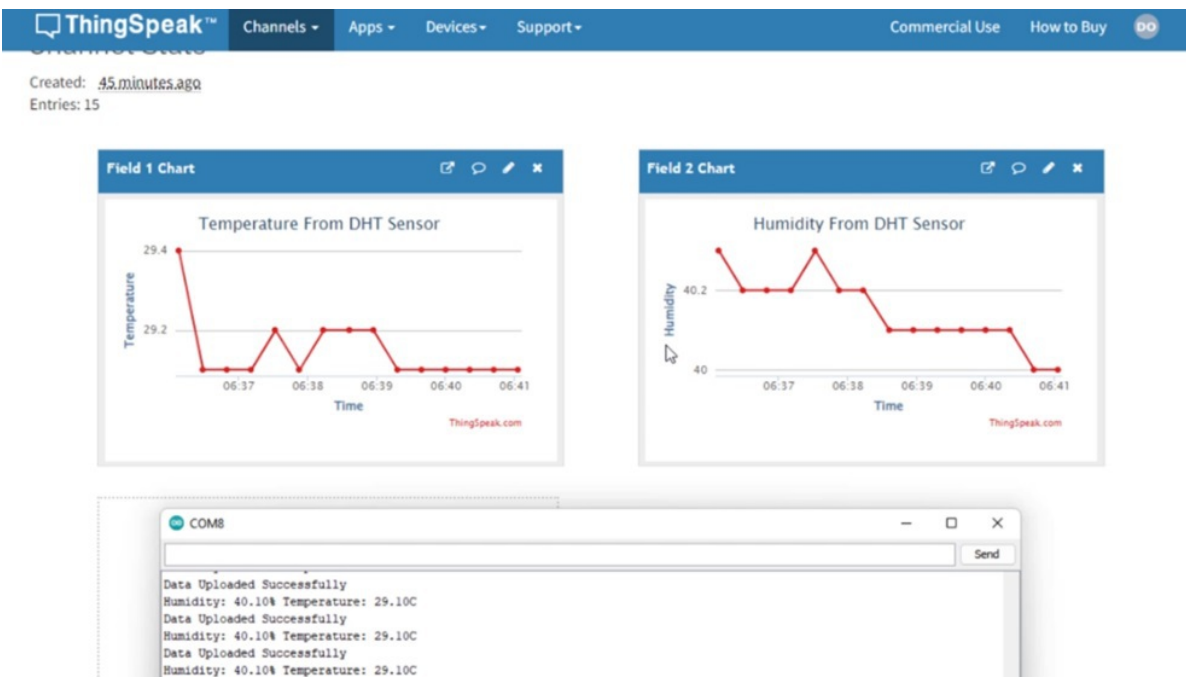 ThingSpeak™ Channels Apps Devices Support Commercial Use How to Buy DO
Channel Stats
Created: 45 minutes ago
Entries: 15
Field 1 Chart
Temperature From DHT Sensor
Temperature
29.4
29.2
06:37 06:38 06:39 06:40 06:41
Time
ThingSpeak.com
Field 2 Chart
Humidity From DHT Sensor
Humidity
40.2
40
06:37 06:38 06:39 06:40 06:41
Time
ThingSpeak.com
COM8
Send
Data Uploaded Successfully
Humidity: 40.10% Temperature: 29.10C
Data Uploaded Successfully
Humidity: 40.10% Temperature: 29.10C
Data Uploaded Successfully
Humidity: 40.10% Temperature: 29.10C